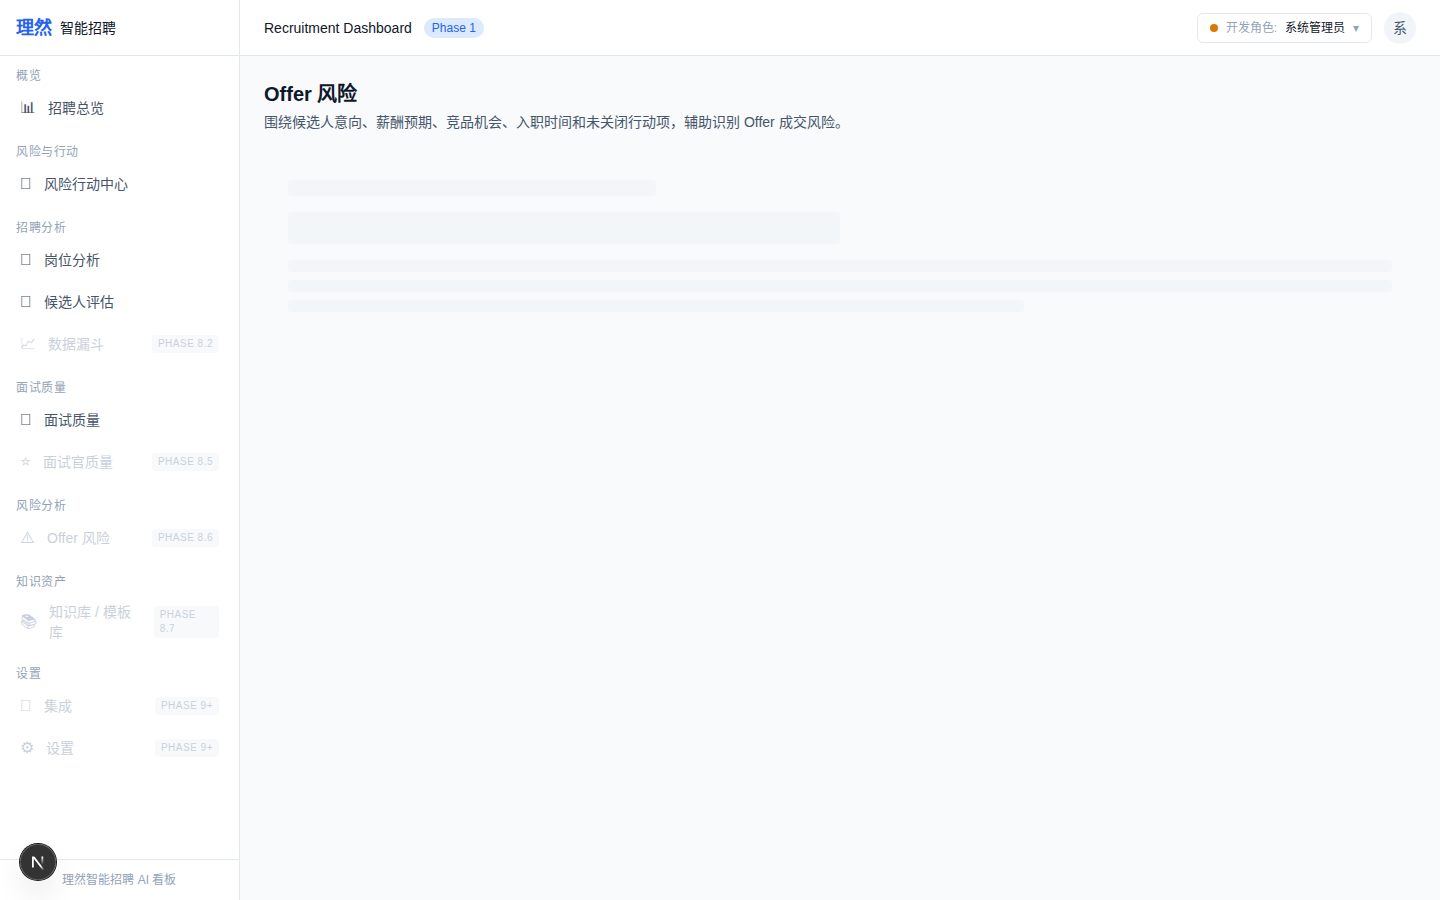 理然 智能招聘
Recruitment Dashboard Phase 1
开发角色: 系统管理员 ▾
系
概览
招聘总览
风险与行动
风险行动中心
招聘分析
岗位分析
候选人评估
数据漏斗 PHASE 8.2
面试质量
面试质量
面试官质量 PHASE 8.5
风险分析
Offer 风险 PHASE 8.6
知识资产
知识库 / 模板
库
PHASE
8.7
设置
集成 PHASE 9+
设置 PHASE 9+
理然智能招聘 AI 看板
Offer 风险
围绕候选人意向、薪酬预期、竞品机会、入职时间和未关闭行动项，辅助识别 Offer 成交风险。